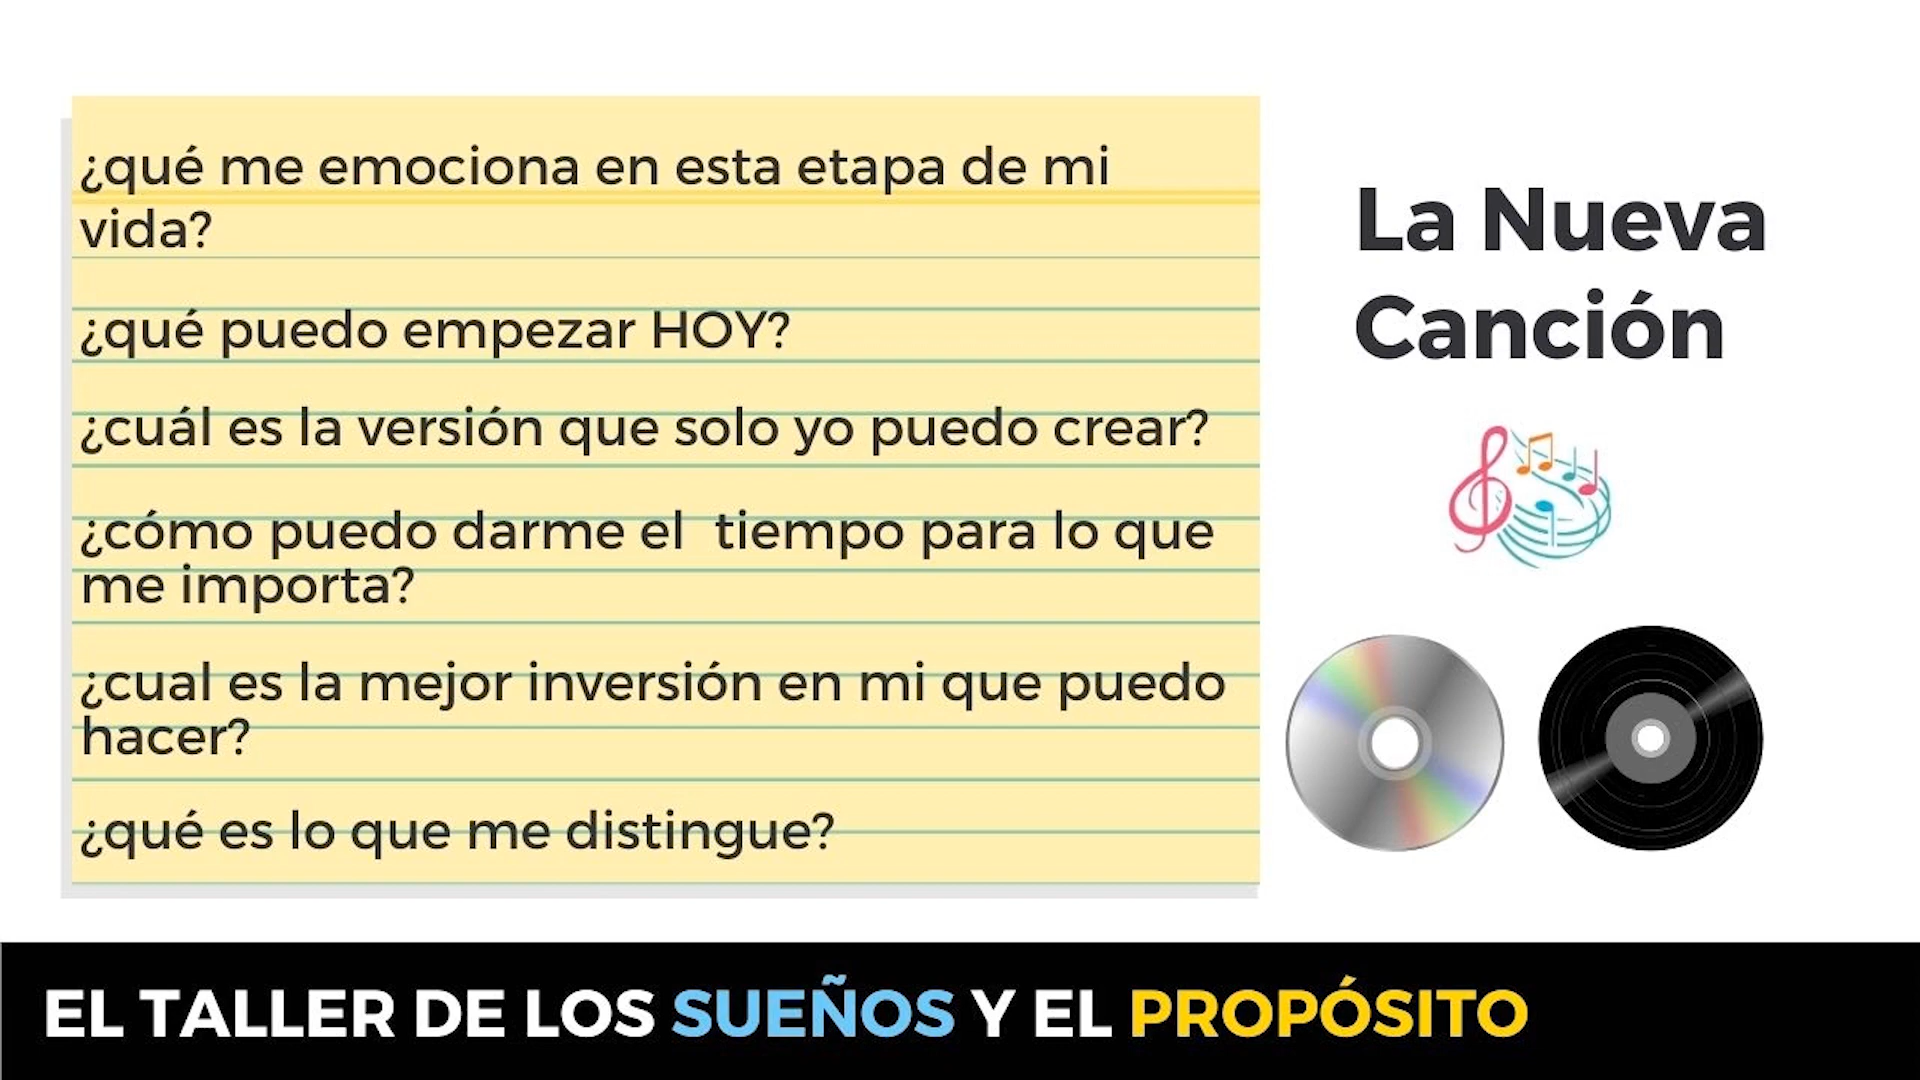 ¿qué me emociona en esta etapa de mi
vida?
¿qué puedo empezar HOY?
¿cuál es la versión que solo yo puedo crear?
¿cómo puedo darme el  tiempo para lo que
me importa?
¿cual es la mejor inversión en mi que puedo
hacer?
¿qué es lo que me distingue?
La Nueva
Canción
EL TALLER DE LOS SUEÑOS Y EL PROPÓSITO